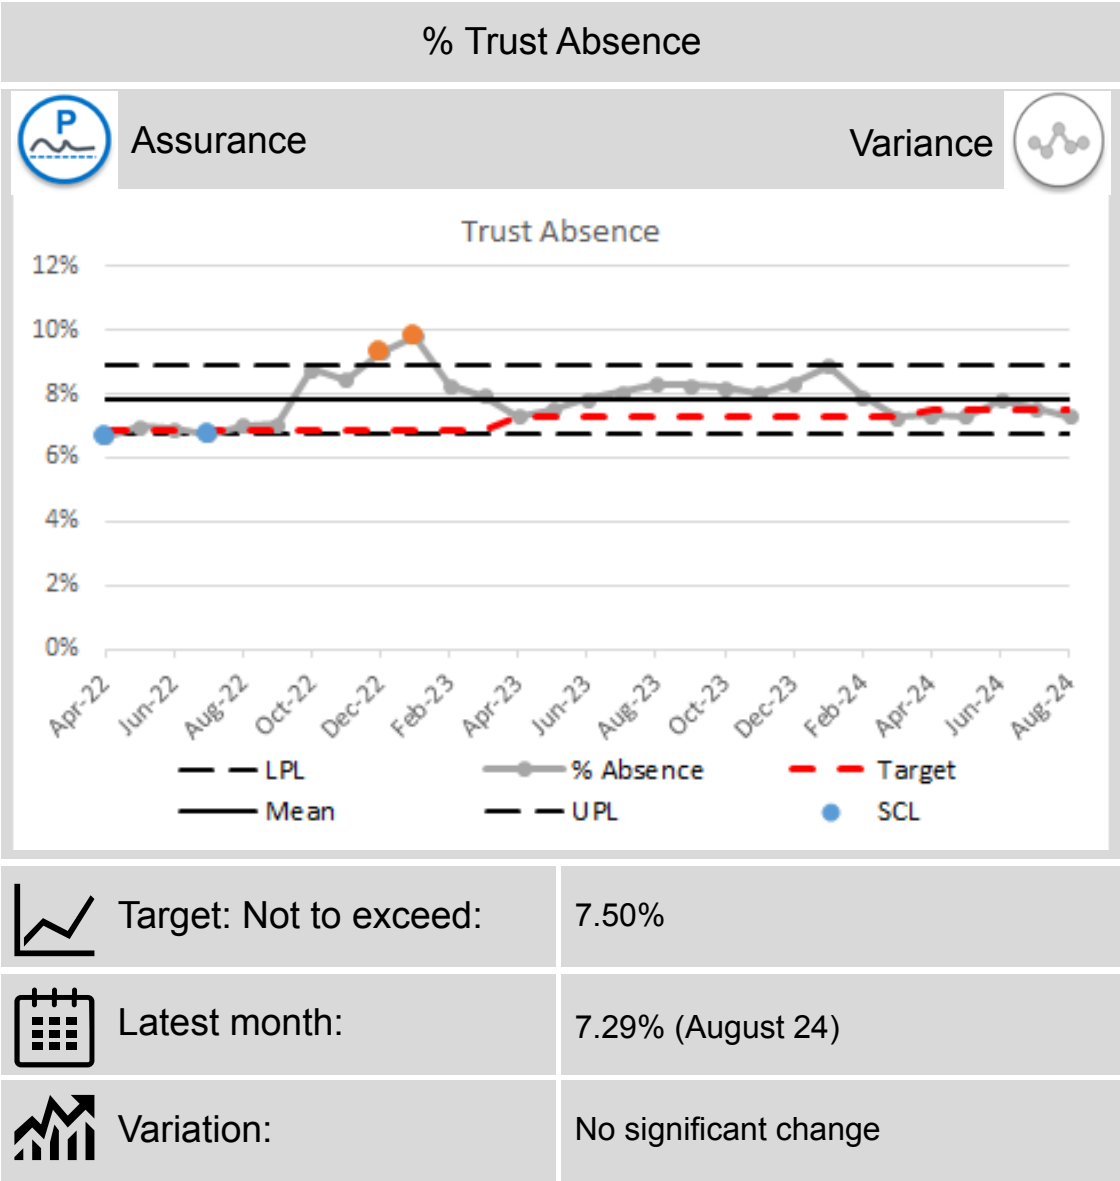 % Trust Absence
P
Assurance
Variance
Trust Absence
12%
10%
8%
6%
4%
2%
0%
Apr-22 Jun-22 Aug-22 Oct-22 Dec-22 Feb-23 Apr-23 Jun-23 Aug-23 Oct-23 Dec-23 Feb-24 Apr-24 Jun-24 Aug-24
LPL % Absence Target
Mean UPL SCL
Target: Not to exceed: 7.50%
Latest month: 7.29% (August 24)
Variation: No significant change